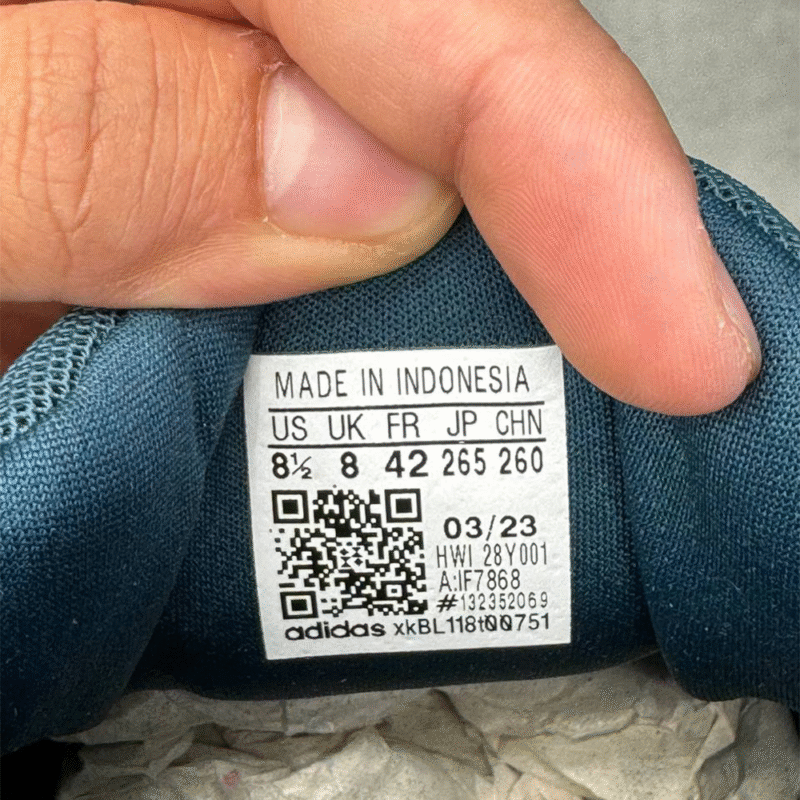 MADE IN INDONESIA
US UK FR JP CHN
8½ 8 42 265 260
03/23
HWI 28Y001
A:IF7868
#132352069
adidas xkBL118t00751